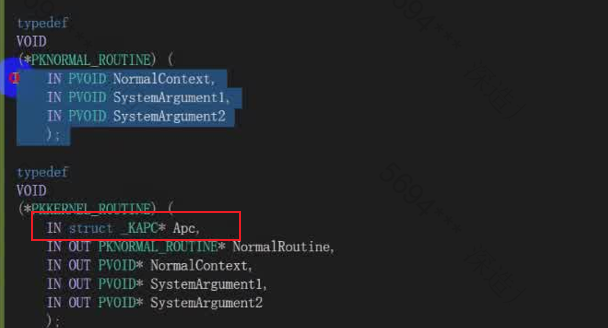 typedef
VOID
(*PKNORMAL_ROUTINE) (
IN PVOID NormalContext,
IN PVOID SystemArgument1,
IN PVOID SystemArgument2
);
typedef
VOID
(*PKKERNEL_ROUTINE) (
IN struct _KAPC* Apc,
IN OUT PKNORMAL_ROUTINE* NormalRoutine,
IN OUT PVOID* NormalContext,
IN OUT PVOID* SystemArgument1,
IN OUT PVOID* SystemArgument2
);